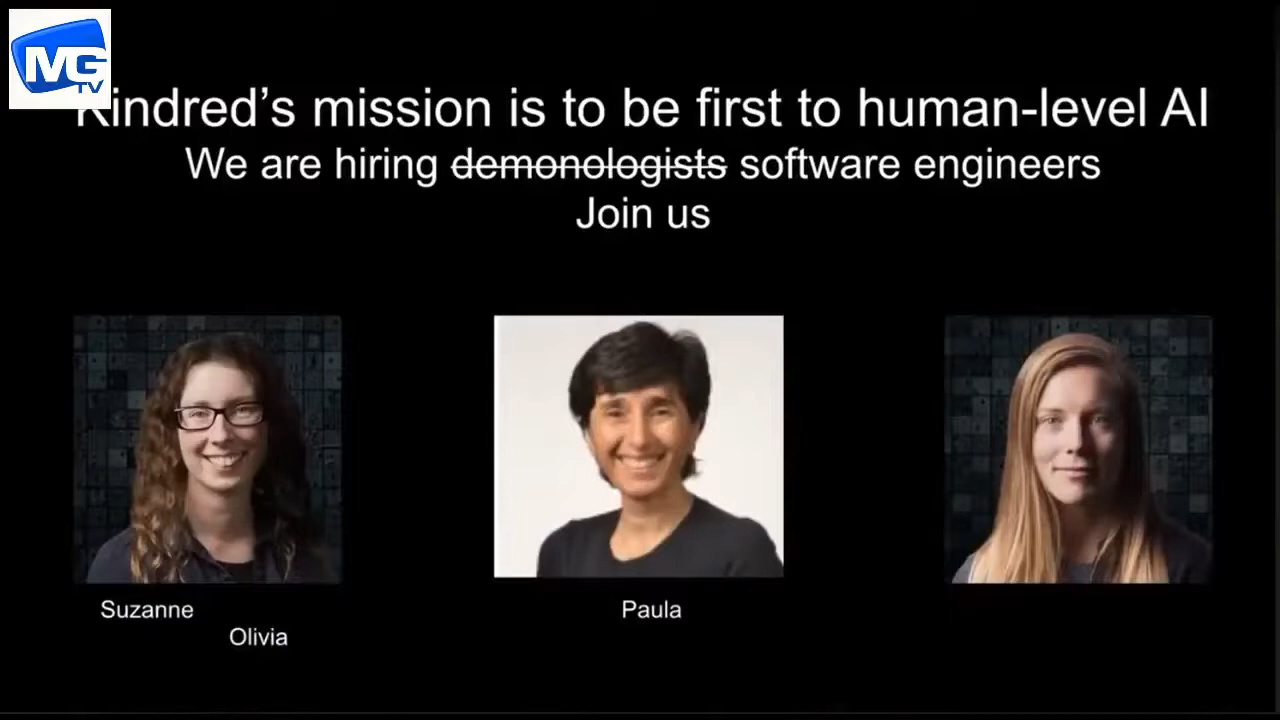 MG
TV
Kindred's mission is to be first to human-level AI
We are hiring demonologists software engineers
Join us
Suzanne
Paula
Olivia